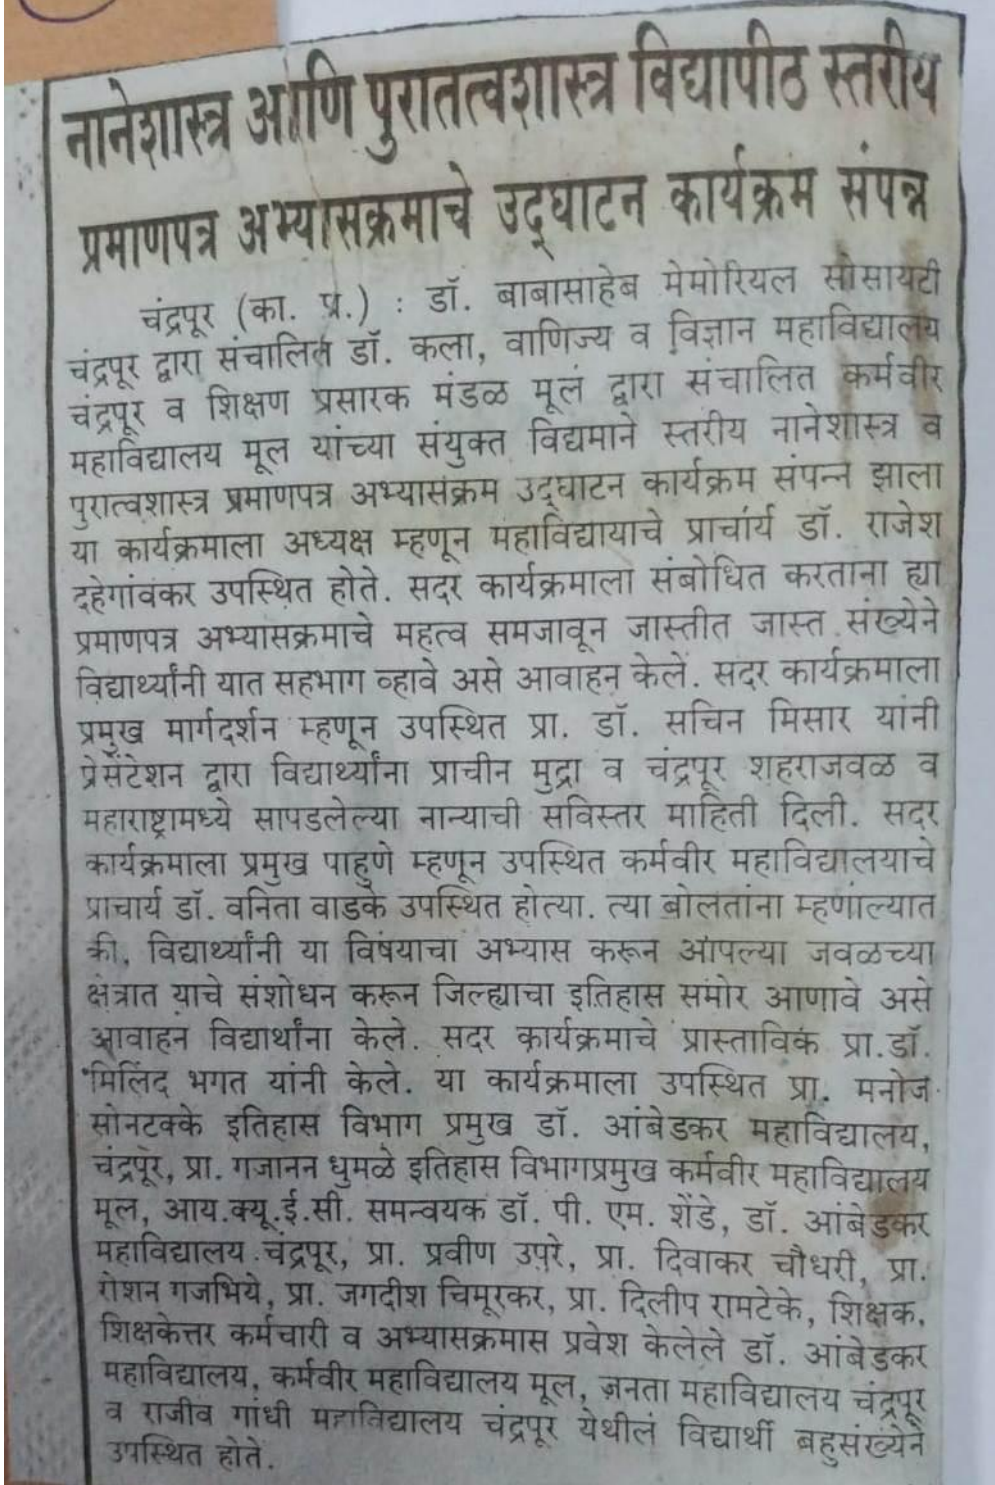 नानेशास्त्र आणि पुरातत्वशास्त्र विद्यापीठ स्तरीय
प्रमाणपत्र अभ्यासक्रमाचे उद्‌घाटन कार्यक्रम संपन्न
चंद्रपूर (का. प्र.) : डॉ. बाबासाहेब मेमोरियल सोसायटी
चंद्रपूर द्वारा संचालित डॉ. कला, वाणिज्य व विज्ञान महाविद्यालय
चंद्रपूर व शिक्षण प्रसारक मंडळ मूल द्वारा संचालित कर्मवीर
महाविद्यालय मूल यांच्या संयुक्त विद्यमाने स्तरीय नानेशास्त्र व
पुरात्वशास्त्र प्रमाणपत्र अभ्यासक्रम उद्‌घाटन कार्यक्रम संपन्न झाला
या कार्यक्रमाला अध्यक्ष म्हणून महाविद्यायाचे प्राचार्य डॉ. राजेश
दहेगांवकर उपस्थित होते. सदर कार्यक्रमाला संबोधित करताना ह्या
प्रमाणपत्र अभ्यासक्रमाचे महत्व समजावून जास्तीत जास्त संख्येने
विद्यार्थ्यांनी यात सहभाग व्हावे असे आवाहन केले. सदर कार्यक्रमाला
प्रमुख मार्गदर्शन म्हणून उपस्थित प्रा. डॉ. सचिन मिसार यांनी
प्रेसेंटेशन द्वारा विद्यार्थ्यांना प्राचीन मुद्रा व चंद्रपूर शहराजवळ व
महाराष्ट्रामध्ये सापडलेल्या नान्याची सविस्तर माहिती दिली. सदर
कार्यक्रमाला प्रमुख पाहुणे म्हणून उपस्थित कर्मवीर महाविद्यालयाचे
प्राचार्य डॉ. वनिता वाडके उपस्थित होत्या. त्या बोलतांना म्हणाल्यात
की, विद्यार्थ्यांनी या विषयाचा अभ्यास करून आपल्या जवळच्या
क्षेत्रात याचे संशोधन करून जिल्ह्याचा इतिहास समोर आणावे असे
आवाहन विद्यार्थांना केले. सदर कार्यक्रमाचे प्रास्ताविक प्रा.डॉ.
मिलिंद भगत यांनी केले. या कार्यक्रमाला उपस्थित प्रा. मनोज
सोनटक्के इतिहास विभाग प्रमुख डॉ. आंबेडकर महाविद्यालय,
चंद्रपूर, प्रा. गजानन धुमळे इतिहास विभागप्रमुख कर्मवीर महाविद्यालय
मूल, आय.क्यू.ई.सी. समन्वयक डॉ. पी. एम. शेंडे, डॉ. आंबेडकर
महाविद्यालय चंद्रपूर, प्रा. प्रवीण उपरे, प्रा. दिवाकर चौधरी, प्रा.
रोशन गजभिये, प्रा. जगदीश चिमूरकर, प्रा. दिलीप रामटेके, शिक्षक,
शिक्षकेत्तर कर्मचारी व अभ्यासक्रमास प्रवेश केलेले डॉ. आंबेडकर
महाविद्यालय, कर्मवीर महाविद्यालय मूल, जनता महाविद्यालय चंद्रपूर
व राजीव गांधी महाविद्यालय चंद्रपूर येथील विद्यार्थी बहुसंख्येने
उपस्थित होते.